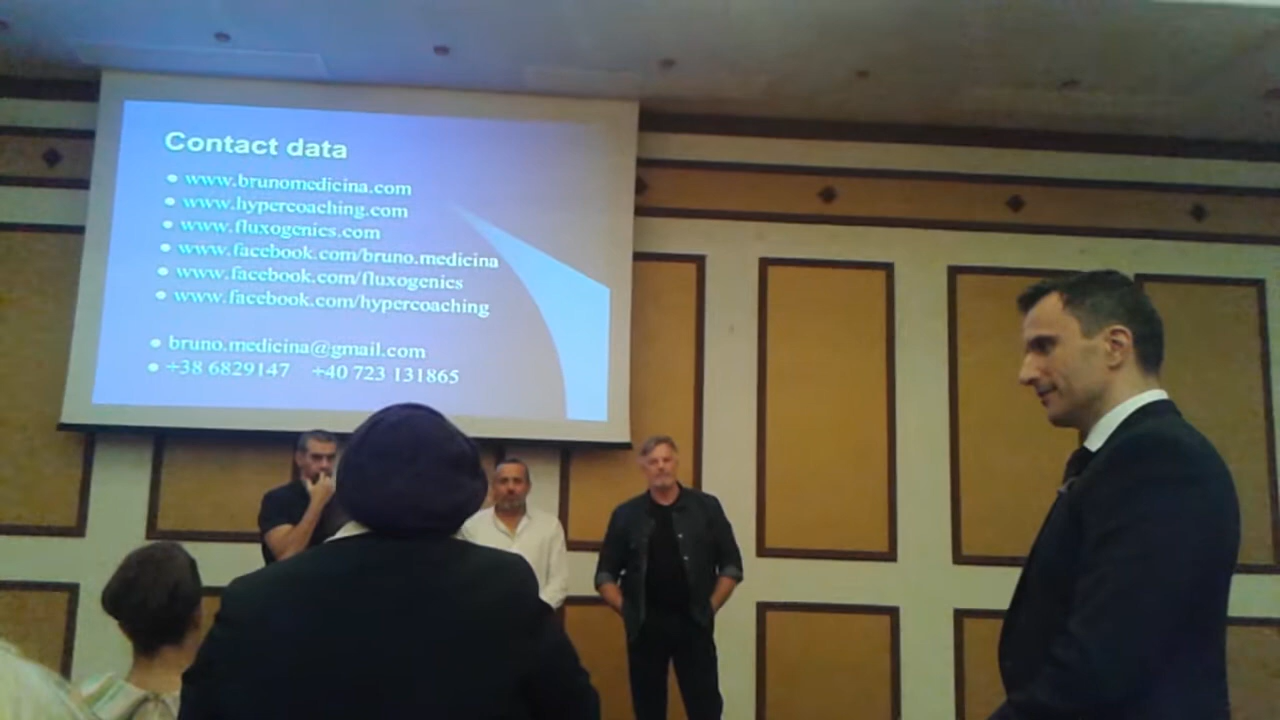 Contact data
• www.brunomedicina.com
• www.hypercoaching.com
• www.fluxogenics.com
• www.facebook.com/bruno.medicina
• www.facebook.com/fluxogenics
• www.facebook.com/hypercoaching
• bruno.medicina@gmail.com
• +38 6829147 +40 723 131865